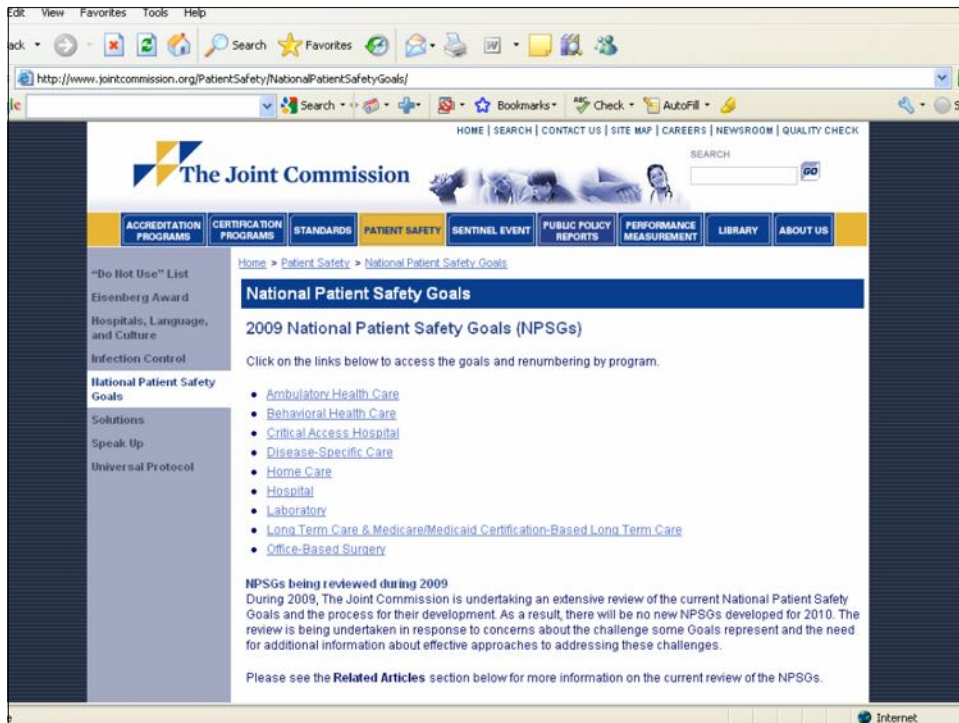 Edit View Favorites Tools Help
Search Favorites
http://www.jointcommission.org/PatientSafety/NationalPatientSafetyGoals/
Search Bookmarks Check AutoFill
HOME | SEARCH | CONTACT US | SITE MAP | CAREERS | NEWSROOM | QUALITY CHECK
The Joint Commission
SEARCH
GO
ACCREDITATION PROGRAMS CERTIFICATION PROGRAMS STANDARDS PATIENT SAFETY SENTINEL EVENT PUBLIC POLICY REPORTS PERFORMANCE MEASUREMENT LIBRARY ABOUT US
"Do Not Use" List
Eisenberg Award
Hospitals, Language,
and Culture
Infection Control
National Patient Safety
Goals
Solutions
Speak Up
Universal Protocol
Home > Patient Safety > National Patient Safety Goals
National Patient Safety Goals
2009 National Patient Safety Goals (NPSGs)
Click on the links below to access the goals and renumbering by program.
• Ambulatory Health Care
• Behavioral Health Care
• Critical Access Hospital
• Disease-Specific Care
• Home Care
• Hospital
• Laboratory
• Long Term Care & Medicare/Medicaid Certification-Based Long Term Care
• Office-Based Surgery
NPSGs being reviewed during 2009
During 2009, The Joint Commission is undertaking an extensive review of the current National Patient Safety
Goals and the process for their development. As a result, there will be no new NPSGs developed for 2010. The
review is being undertaken in response to concerns about the challenge some Goals represent and the need
for additional information about effective approaches to addressing these challenges.
Please see the Related Articles section below for more information on the current review of the NPSGs.
Internet